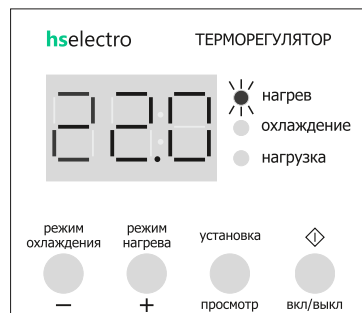 hselectro ТЕРМОРЕГУЛЯТОР
22.0
нагрев
охлаждение
нагрузка
режим охлаждения
режим нагрева
установка
− + просмотр вкл/выкл